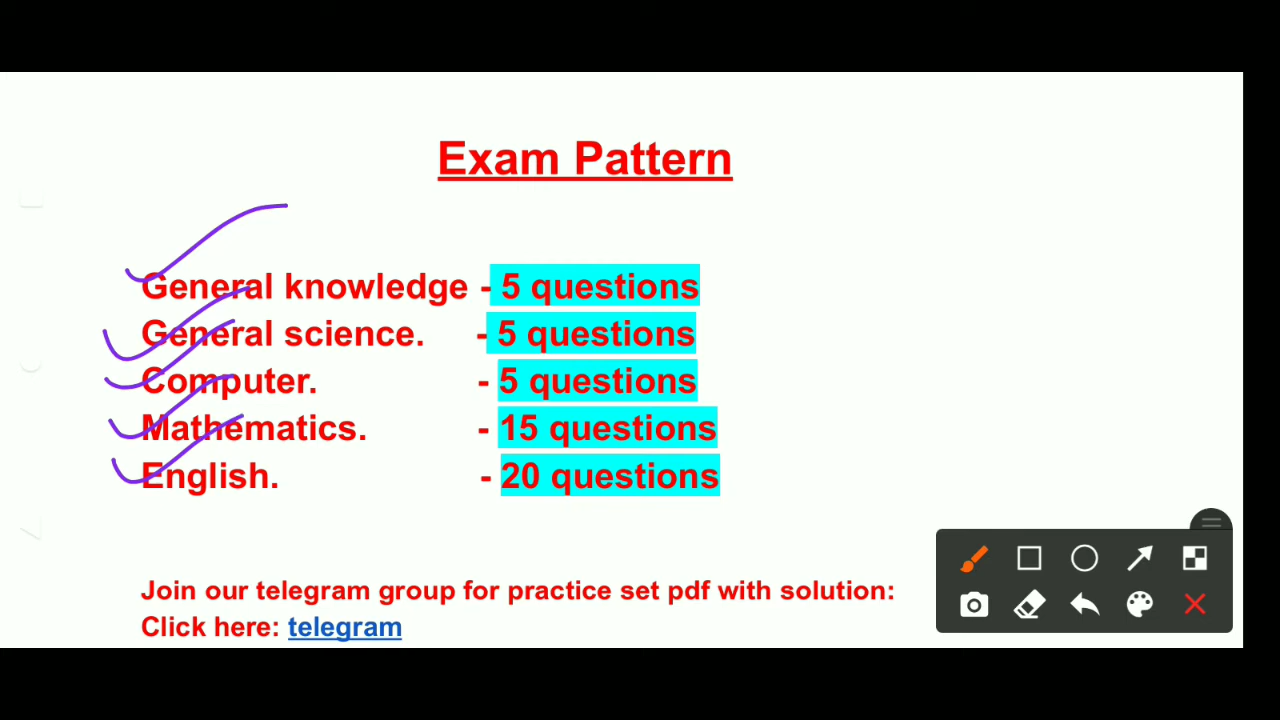 Exam Pattern
General knowledge - 5 questions
General science. - 5 questions
Computer. - 5 questions
Mathematics. - 15 questions
English. - 20 questions
Join our telegram group for practice set pdf with solution:
Click here: telegram